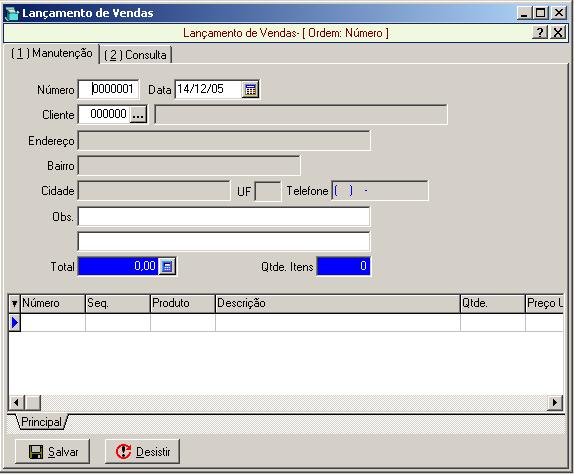 Lançamento de Vendas
Lançamento de Vendas- [ Ordem: Número ]
( 1 ) Manutenção ( 2 ) Consulta
Número 0000001 Data 14/12/05
Cliente 000000 ...
Endereço
Bairro
Cidade UF Telefone ( ) -
Obs.
Total 0,00 Qtde. Itens 0
Número Seq. Produto Descrição Qtde. Preço U
Principal
Salvar Desistir